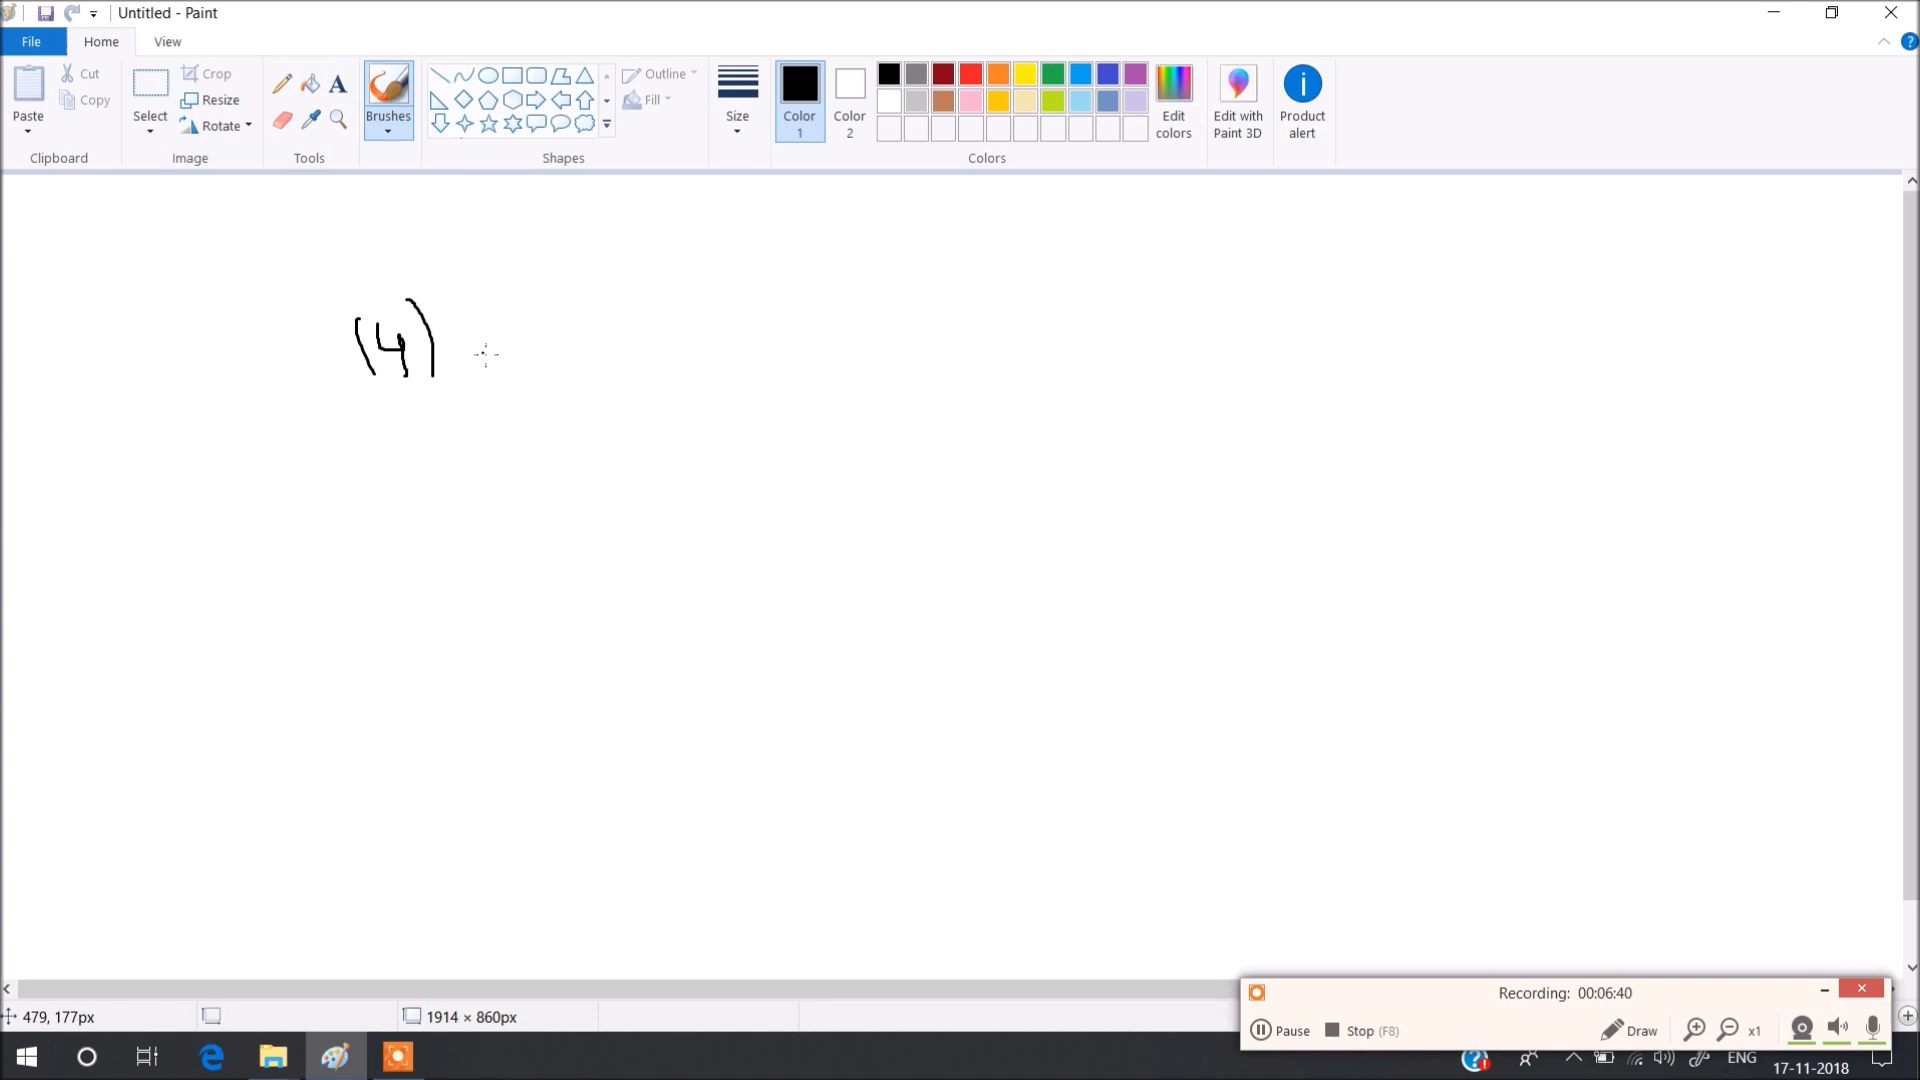 Untitled - Paint
File Home View
Paste
Cut
Copy
Clipboard
Select
Crop
Resize
Rotate
Image
A
Tools
Brushes
Outline
Fill
Shapes
Size
Color 1
Color 2
Edit colors
Colors
Edit with Paint 3D
Product alert
(4)
479, 177px
1914 × 860px
Recording: 00:06:40
Pause Stop (F8) Draw x1
ENG
17-11-2018